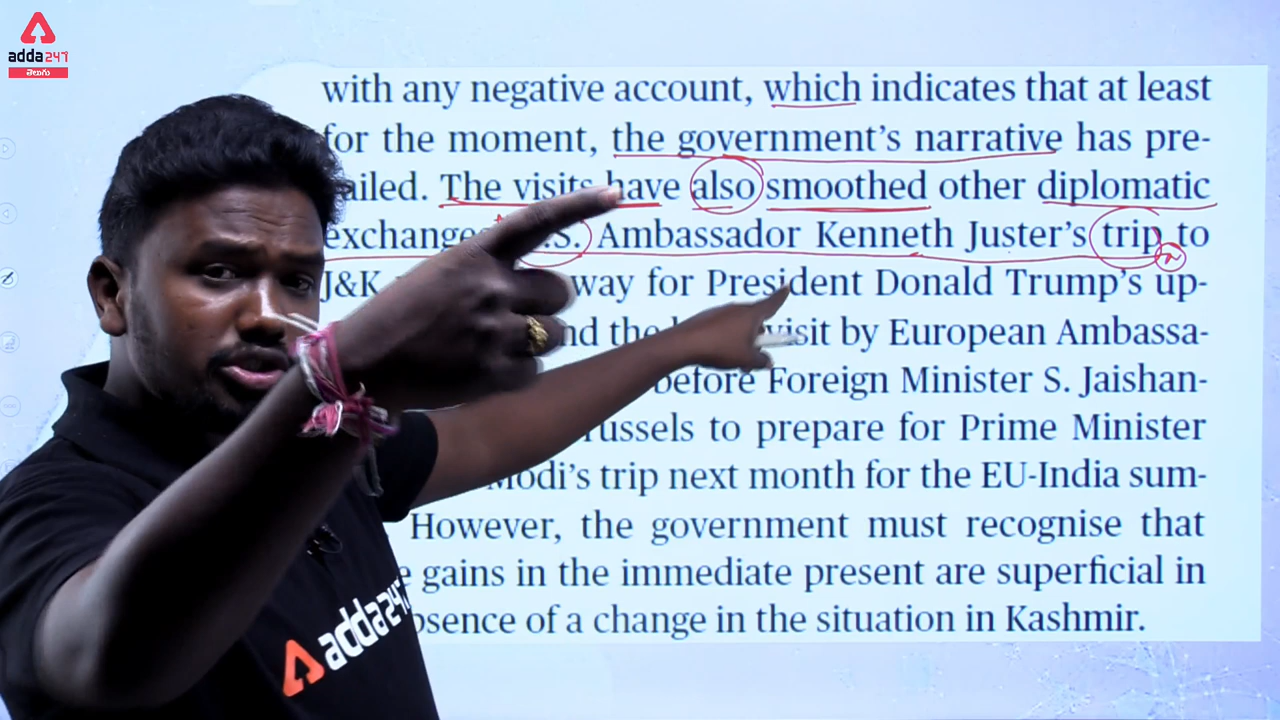 adda247
తెలుగు
with any negative account, which indicates that at least
for the moment, the government's narrative has pre-
ailed. The visits have also smoothed other diplomatic
exchange .S. Ambassador Kenneth Juster's trip to
J&K way for President Donald Trump's up-
nd the visit by European Ambassa-
before Foreign Minister S. Jaishan-
russels to prepare for Prime Minister
Modi's trip next month for the EU-India sum-
However, the government must recognise that
gains in the immediate present are superficial in
bsence of a change in the situation in Kashmir.
adda247